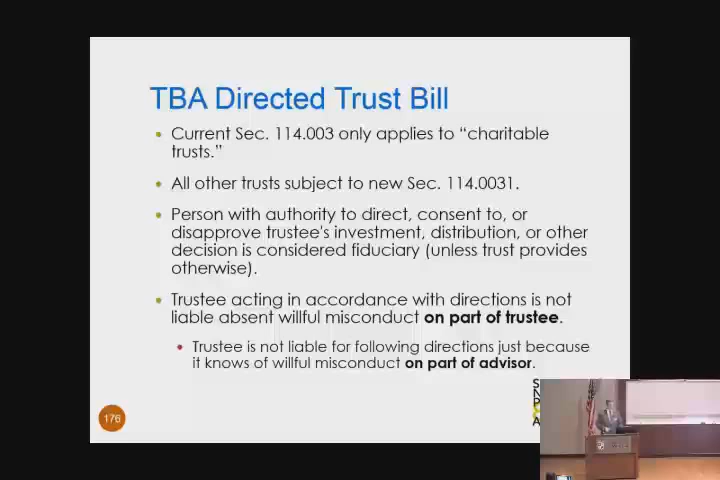 TBA Directed Trust Bill
• Current Sec. 114.003 only applies to “charitable
trusts.”
• All other trusts subject to new Sec. 114.0031.
• Person with authority to direct, consent to, or
disapprove trustee's investment, distribution, or other
decision is considered fiduciary (unless trust provides
otherwise).
• Trustee acting in accordance with directions is not
liable absent willful misconduct on part of trustee.
• Trustee is not liable for following directions just because
it knows of willful misconduct on part of advisor.
176